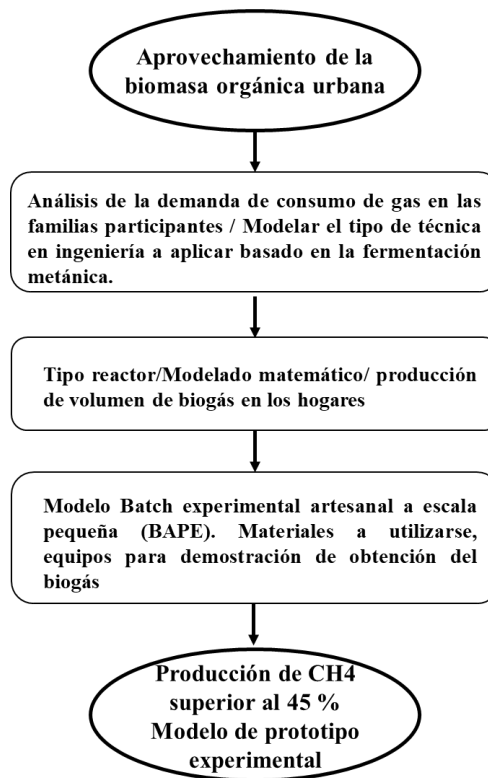 Aprovechamiento de la
biomasa orgánica urbana
Análisis de la demanda de consumo de gas en las
familias participantes / Modelar el tipo de técnica
en ingeniería a aplicar basado en la fermentación
metánica.
Tipo reactor/Modelado matemático/ producción
de volumen de biogás en los hogares
Modelo Batch experimental artesanal a escala
pequeña (BAPE). Materiales a utilizarse,
equipos para demostración de obtención del
biogás
Producción de CH4
superior al 45 %
Modelo de prototipo
experimental